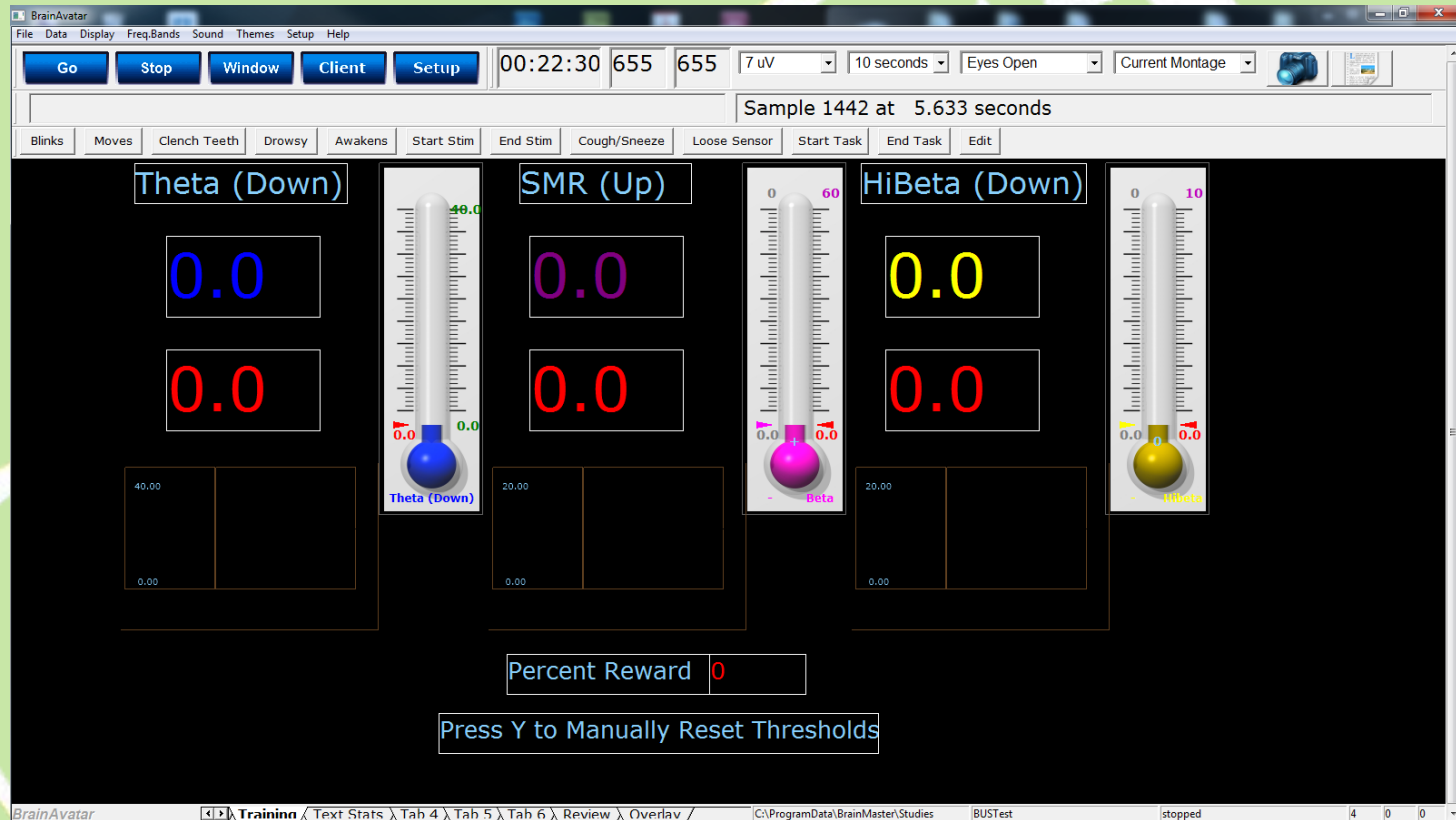 BrainAvatar
File Data Display Freq.Bands Sound Themes Setup Help
Go Stop Window Client Setup 00:22:30 655 655 7 uV 10 seconds Eyes Open Current Montage
Sample 1442 at 5.633 seconds
Blinks Moves Clench Teeth Drowsy Awakens Start Stim End Stim Cough/Sneeze Loose Sensor Start Task End Task Edit
Theta (Down) SMR (Up) HiBeta (Down)
40.0 0 60 0 10
0.0 0.0 0.0
0.0 0.0 0.0
0.0 0.0 0.0 0.0 0.0 0.0
+ 0
Theta (Down) - Beta - Hibeta
40.00 20.00 20.00
0.00 0.00 0.00
Percent Reward 0
Press Y to Manually Reset Thresholds
BrainAvatar Training Text Stats Tab 4 Tab 5 Tab 6 Review Overlay C:\ProgramData\BrainMaster\Studies BUSTest stopped 4 0 0